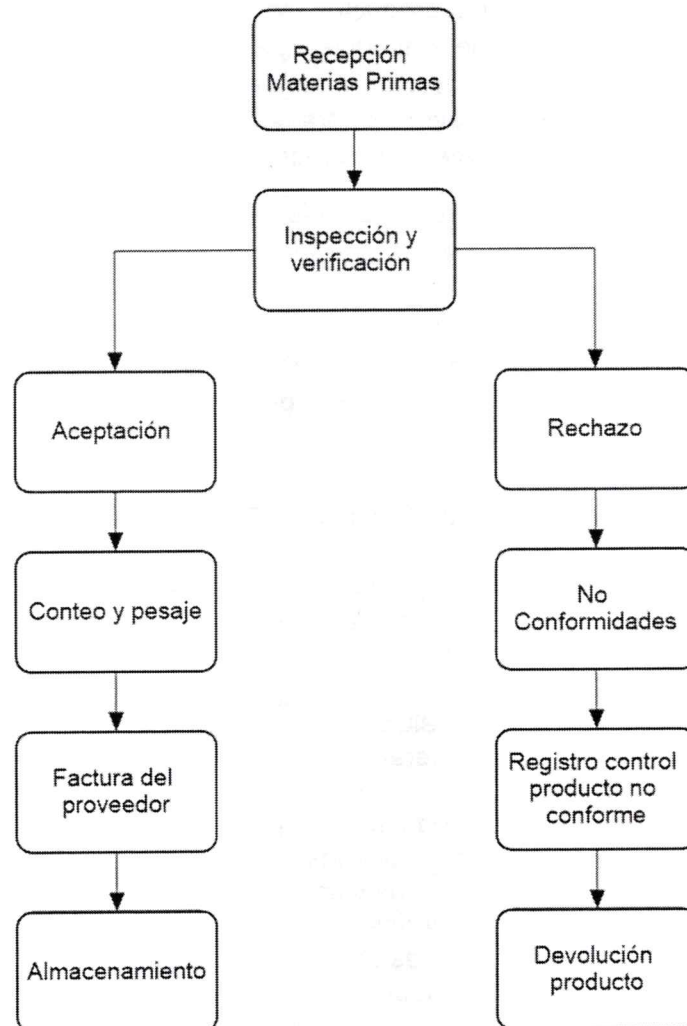 Recepción
Materias Primas
Inspección y
verificación
Aceptación
Rechazo
Conteo y pesaje
No
Conformidades
Factura del
proveedor
Registro control
producto no
conforme
Almacenamiento
Devolución
producto